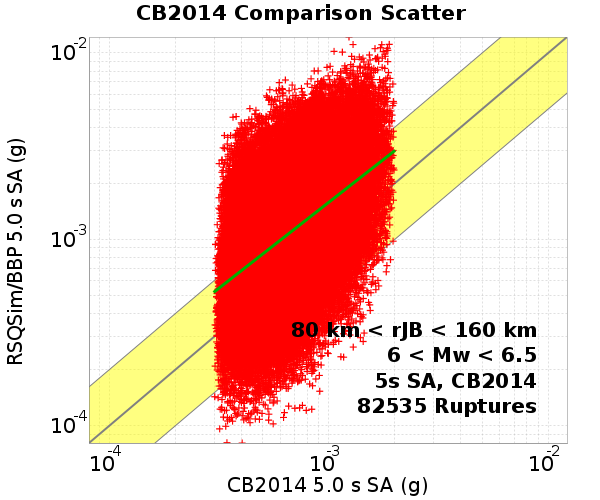 CB2014 Comparison Scatter
RSQSim/BBP 5.0 s SA (g)
10-2
10-3
10-4
80 km < rJB < 160 km
6 < Mw < 6.5
5s SA, CB2014
82535 Ruptures
10-4 10-3 10-2
CB2014 5.0 s SA (g)